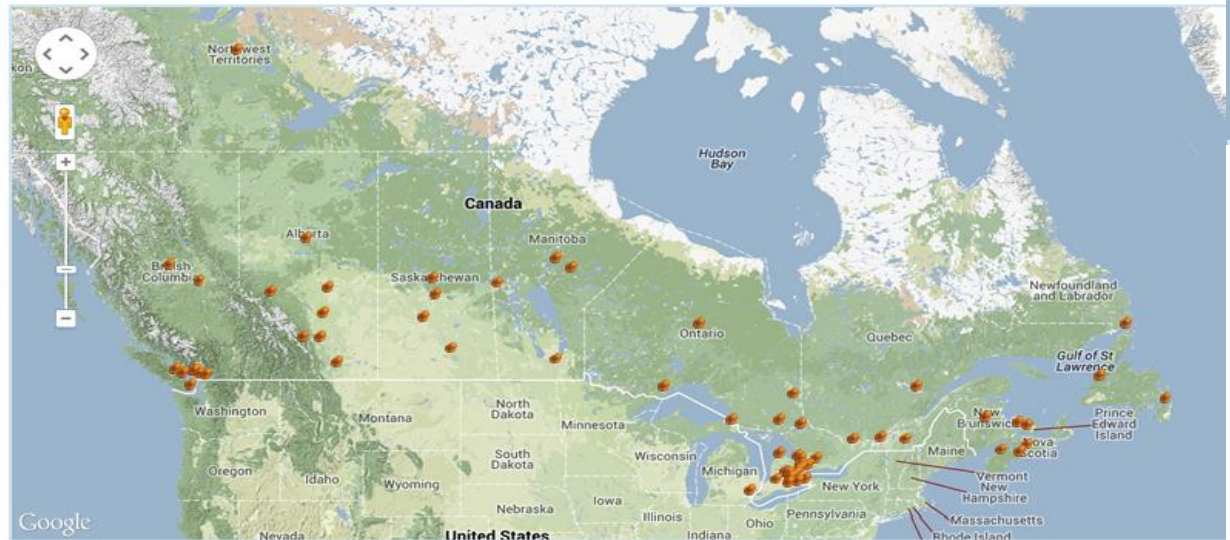 kon
Northwest
Territories
Hudson
Bay
Canada
Alberta
Manitoba
British
Columbia
Saskatchewan
Newfoundland
and Labrador
Ontario
Quebec
Gulf of St
Lawrence
Washington
Montana
North
Dakota
Minnesota
New
Brunswick
Prince
Edward
Island
Nova
Scotia
Maine
Oregon
Idaho
Wyoming
South
Dakota
Wisconsin
Michigan
New York
Vermont
New
Hampshire
Massachusetts
Rhode Island
Nebraska
Iowa
Illinois
Indiana
Ohio
Pennsylvania
Nevada
United States
Google